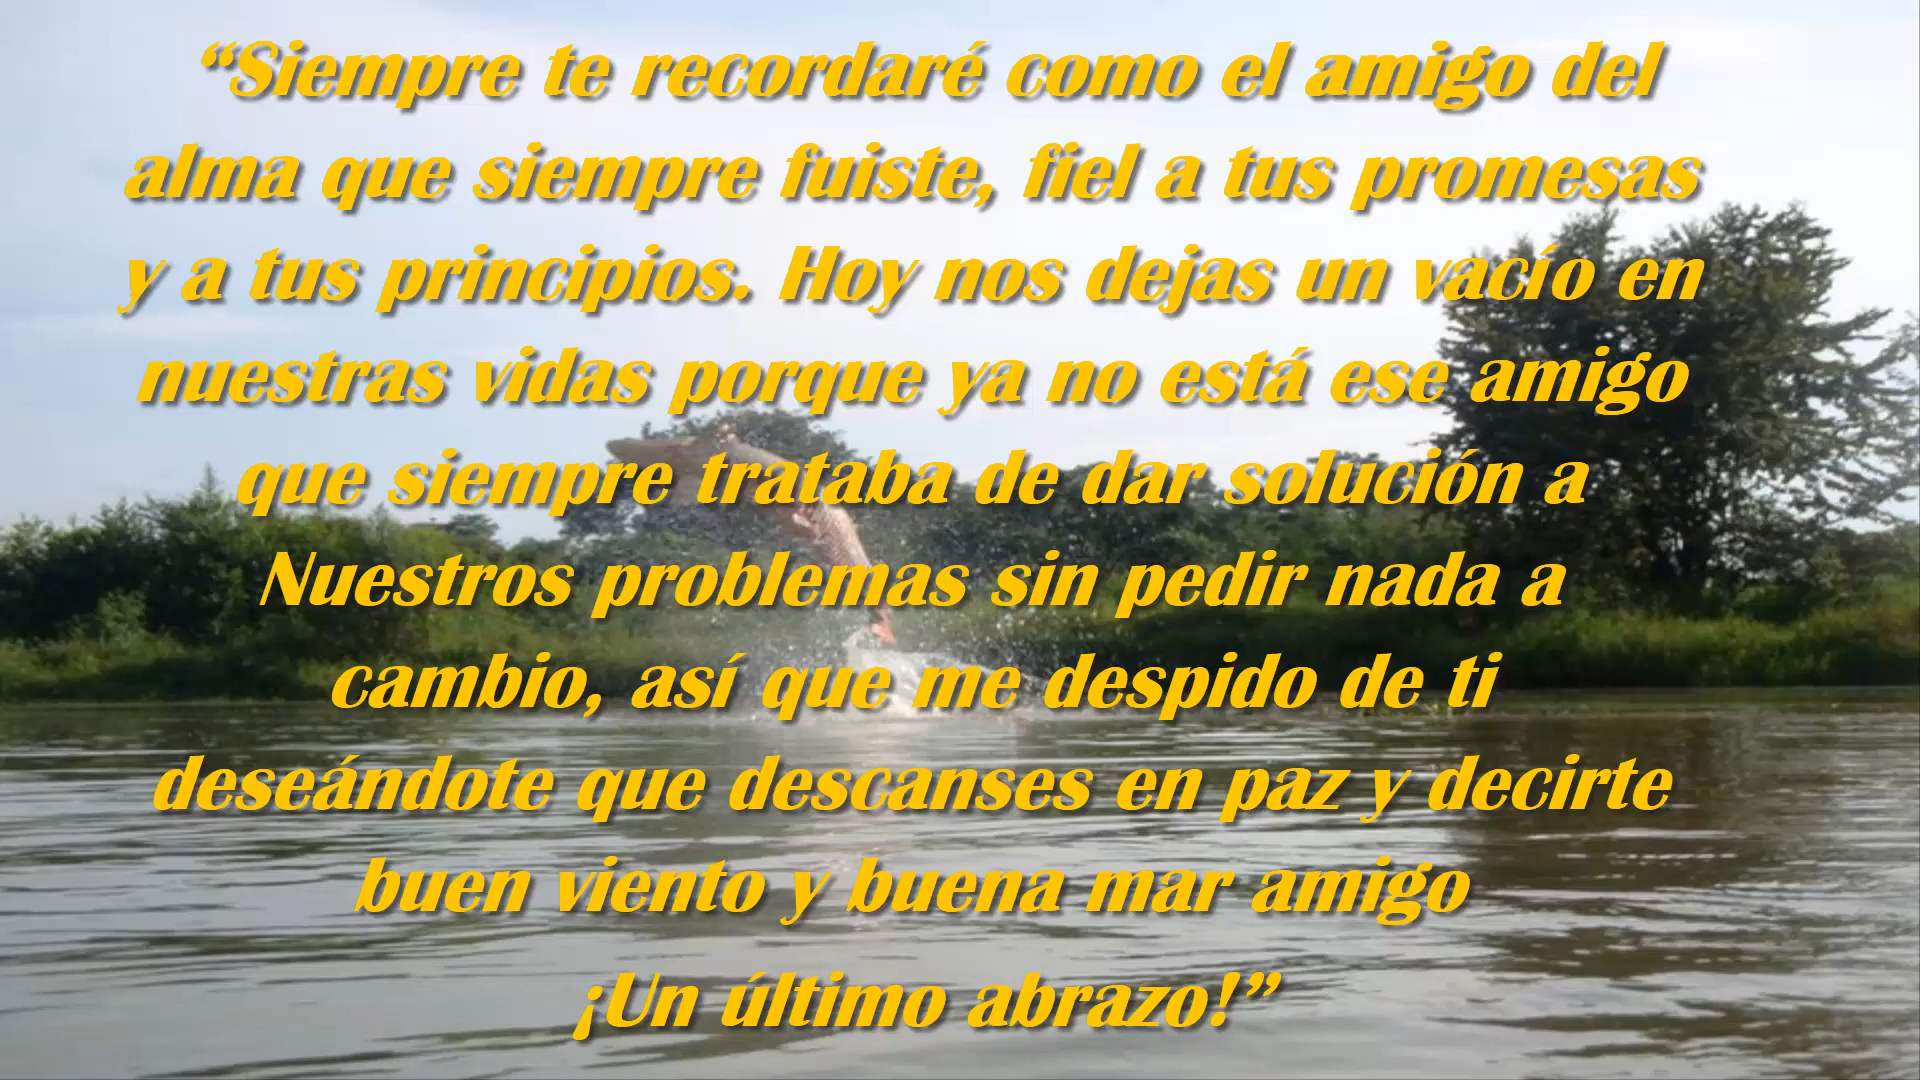 “Siempre te recordaré como el amigo del
alma que siempre fuiste, fiel a tus promesas
y a tus principios. Hoy nos dejas un vacío en
nuestras vidas porque ya no está ese amigo
que siempre trataba de dar solución a
Nuestros problemas sin pedir nada a
cambio, así que me despido de ti
deseándote que descanses en paz y decirte
buen viento y buena mar amigo
¡Un último abrazo!”